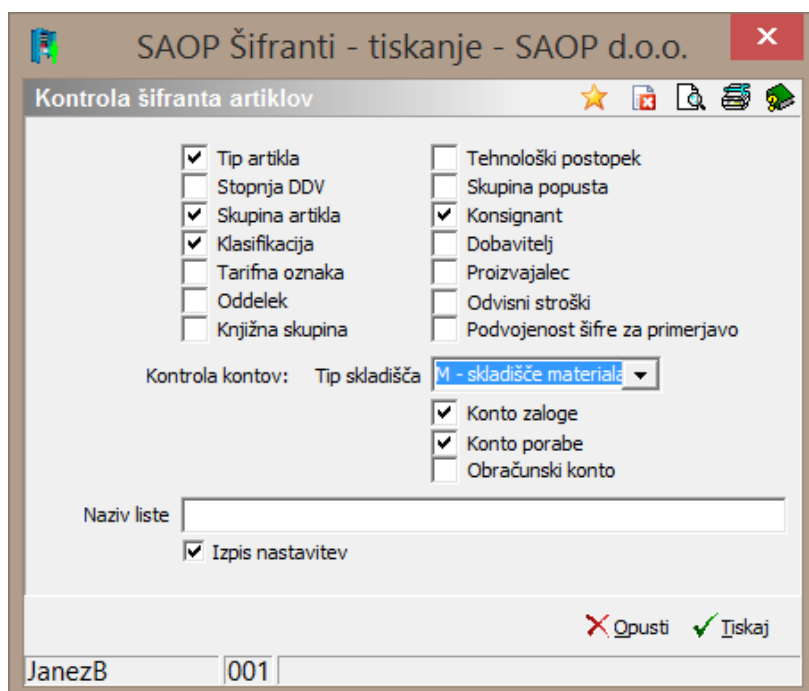 SAOP Šifranti - tiskanje - SAOP d.o.o.
Kontrola šifranta artiklov
Tip artikla Tehnološki postopek
Stopnja DDV Skupina popusta
Skupina artikla Konsignant
Klasifikacija Dobavitelj
Tarifna oznaka Proizvajalec
Oddelek Odvisni stroški
Knjižna skupina Podvojenost šifre za primerjavo
Kontrola kontov: Tip skladišča M - skladišče materiala
Konto zaloge
Konto porabe
Obračunski konto
Naziv liste
Izpis nastavitev
Opusti Tiskaj
JanezB 001